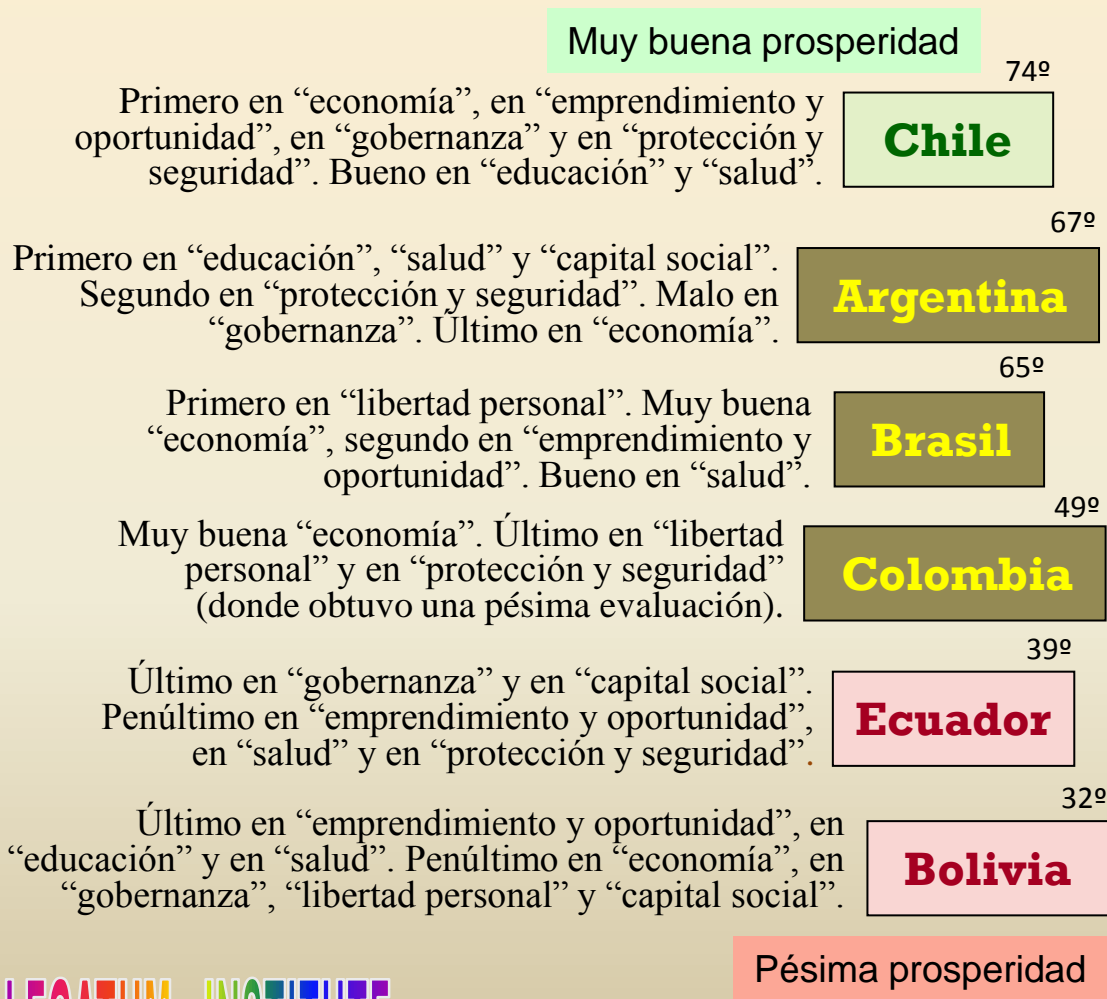 Muy buena prosperidad
74º
Primero en “economía”, en “emprendimiento y
oportunidad”, en “gobernanza” y en “protección y
seguridad”. Bueno en “educación” y “salud”.
Chile
67º
Primero en “educación”, “salud” y “capital social”.
Segundo en “protección y seguridad”. Malo en
“gobernanza”. Último en “economía”.
Argentina
65º
Primero en “libertad personal”. Muy buena
“economía”, segundo en “emprendimiento y
oportunidad”. Bueno en “salud”.
Brasil
49º
Muy buena “economía”. Último en “libertad
personal” y en “protección y seguridad”
(donde obtuvo una pésima evaluación).
Colombia
39º
Último en “gobernanza” y en “capital social”.
Penúltimo en “emprendimiento y oportunidad”,
en “salud” y en “protección y seguridad”.
Ecuador
32º
Último en “emprendimiento y oportunidad”, en
“educación” y en “salud”. Penúltimo en “economía”, en
“gobernanza”, “libertad personal” y “capital social”.
Bolivia
Pésima prosperidad
LEGATUM INSTITUTE